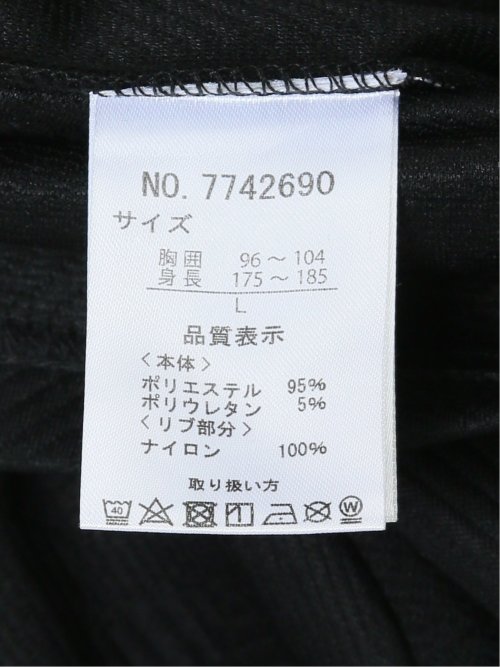 NO. 7742690
サイズ
胸囲 96～104
身長 175～185
L
品質表示
〈本体〉
ポリエステル 95%
ポリウレタン 5%
〈リブ部分〉
ナイロン 100%
取り扱い方
40 W